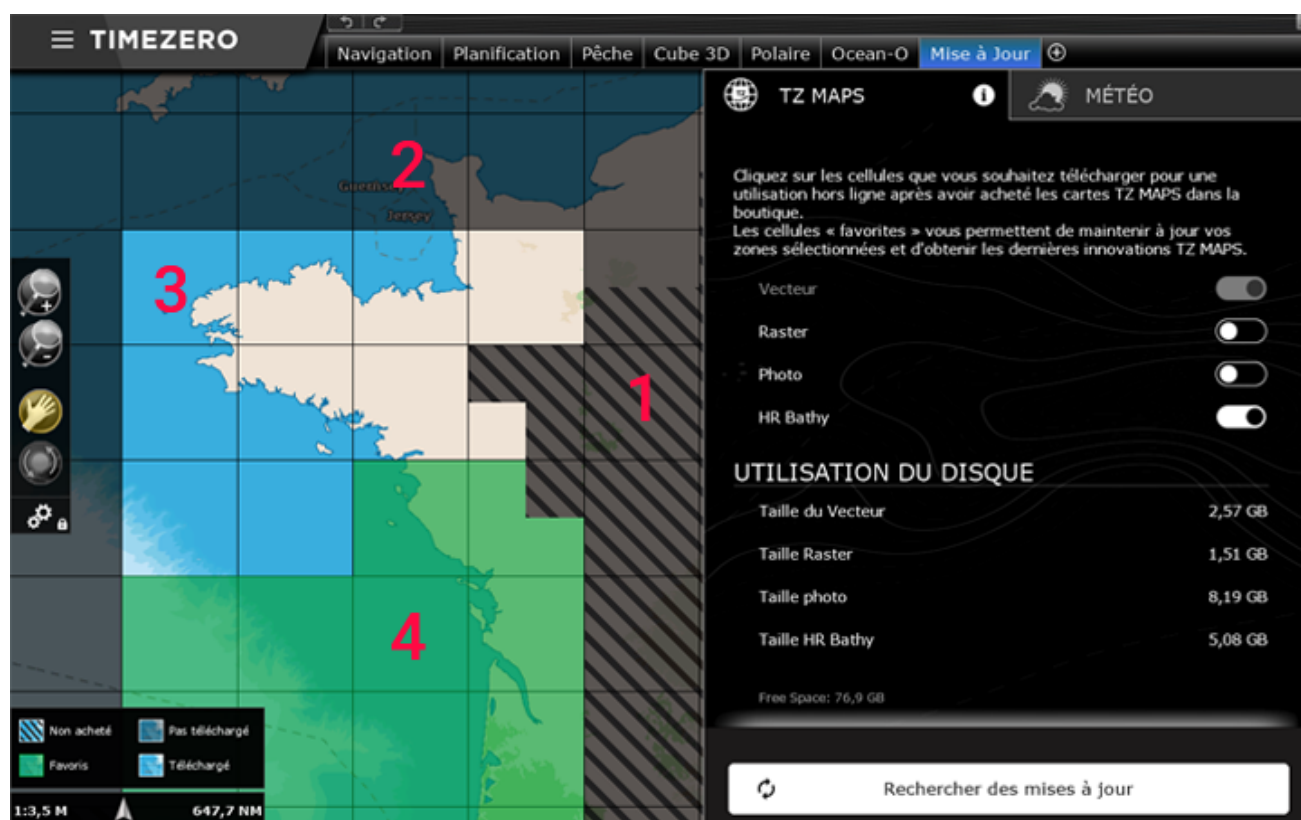 TIMEZERO
Navigation Planification Pêche Cube 3D Polaire Ocean-O Mise à Jour
TZ MAPS
MÉTÉO
Cliquez sur les cellules que vous souhaitez télécharger pour une
utilisation hors ligne après avoir acheté les cartes TZ MAPS dans la
boutique.
Les cellules « favorites » vous permettent de maintenir à jour vos
zones sélectionnées et d'obtenir les dernières innovations TZ MAPS.
Vecteur
Raster
Photo
HR Bathy
UTILISATION DU DISQUE
Taille du Vecteur 2,57 GB
Taille Raster 1,51 GB
Taille photo 8,19 GB
Taille HR Bathy 5,08 GB
Free Space: 76,9 GB
Rechercher des mises à jour
2
Guernsey
Jersey
3
1
4
Non acheté Pas téléchargé
Favoris Téléchargé
1:3,5 M 647,7 NM